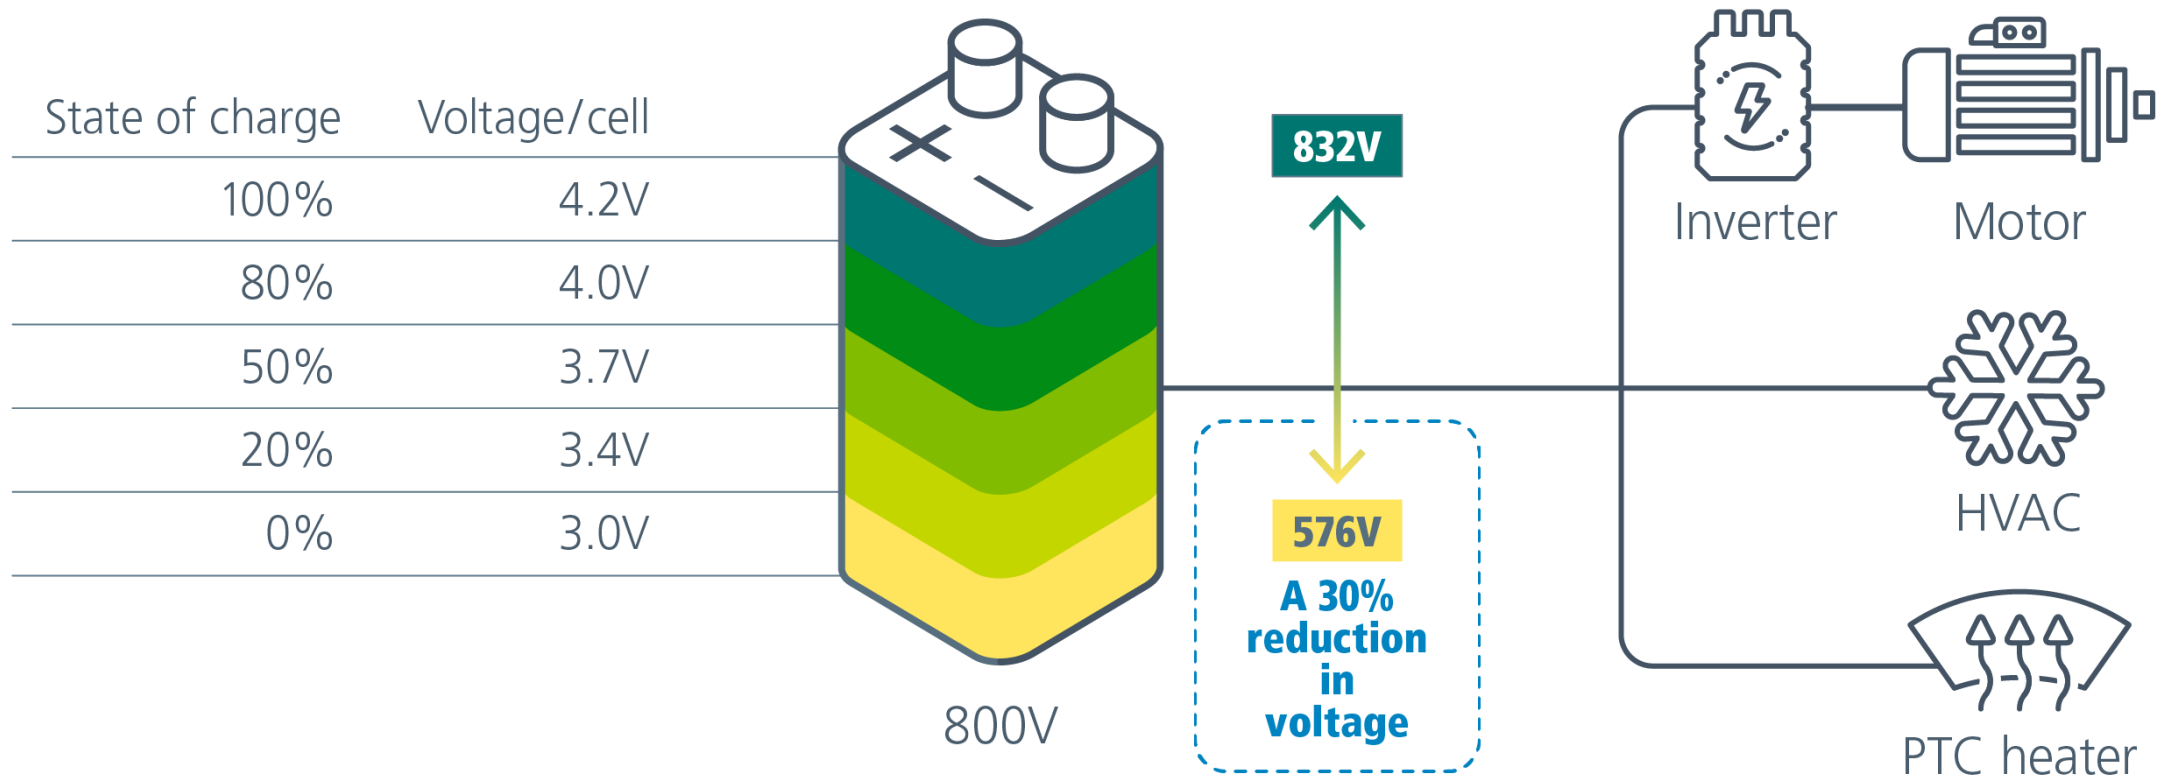 State of charge Voltage/cell
100% 4.2V
80% 4.0V
50% 3.7V
20% 3.4V
0% 3.0V
800V
832V
576V
A 30%
reduction
in
voltage
Inverter Motor
HVAC
PTC heater